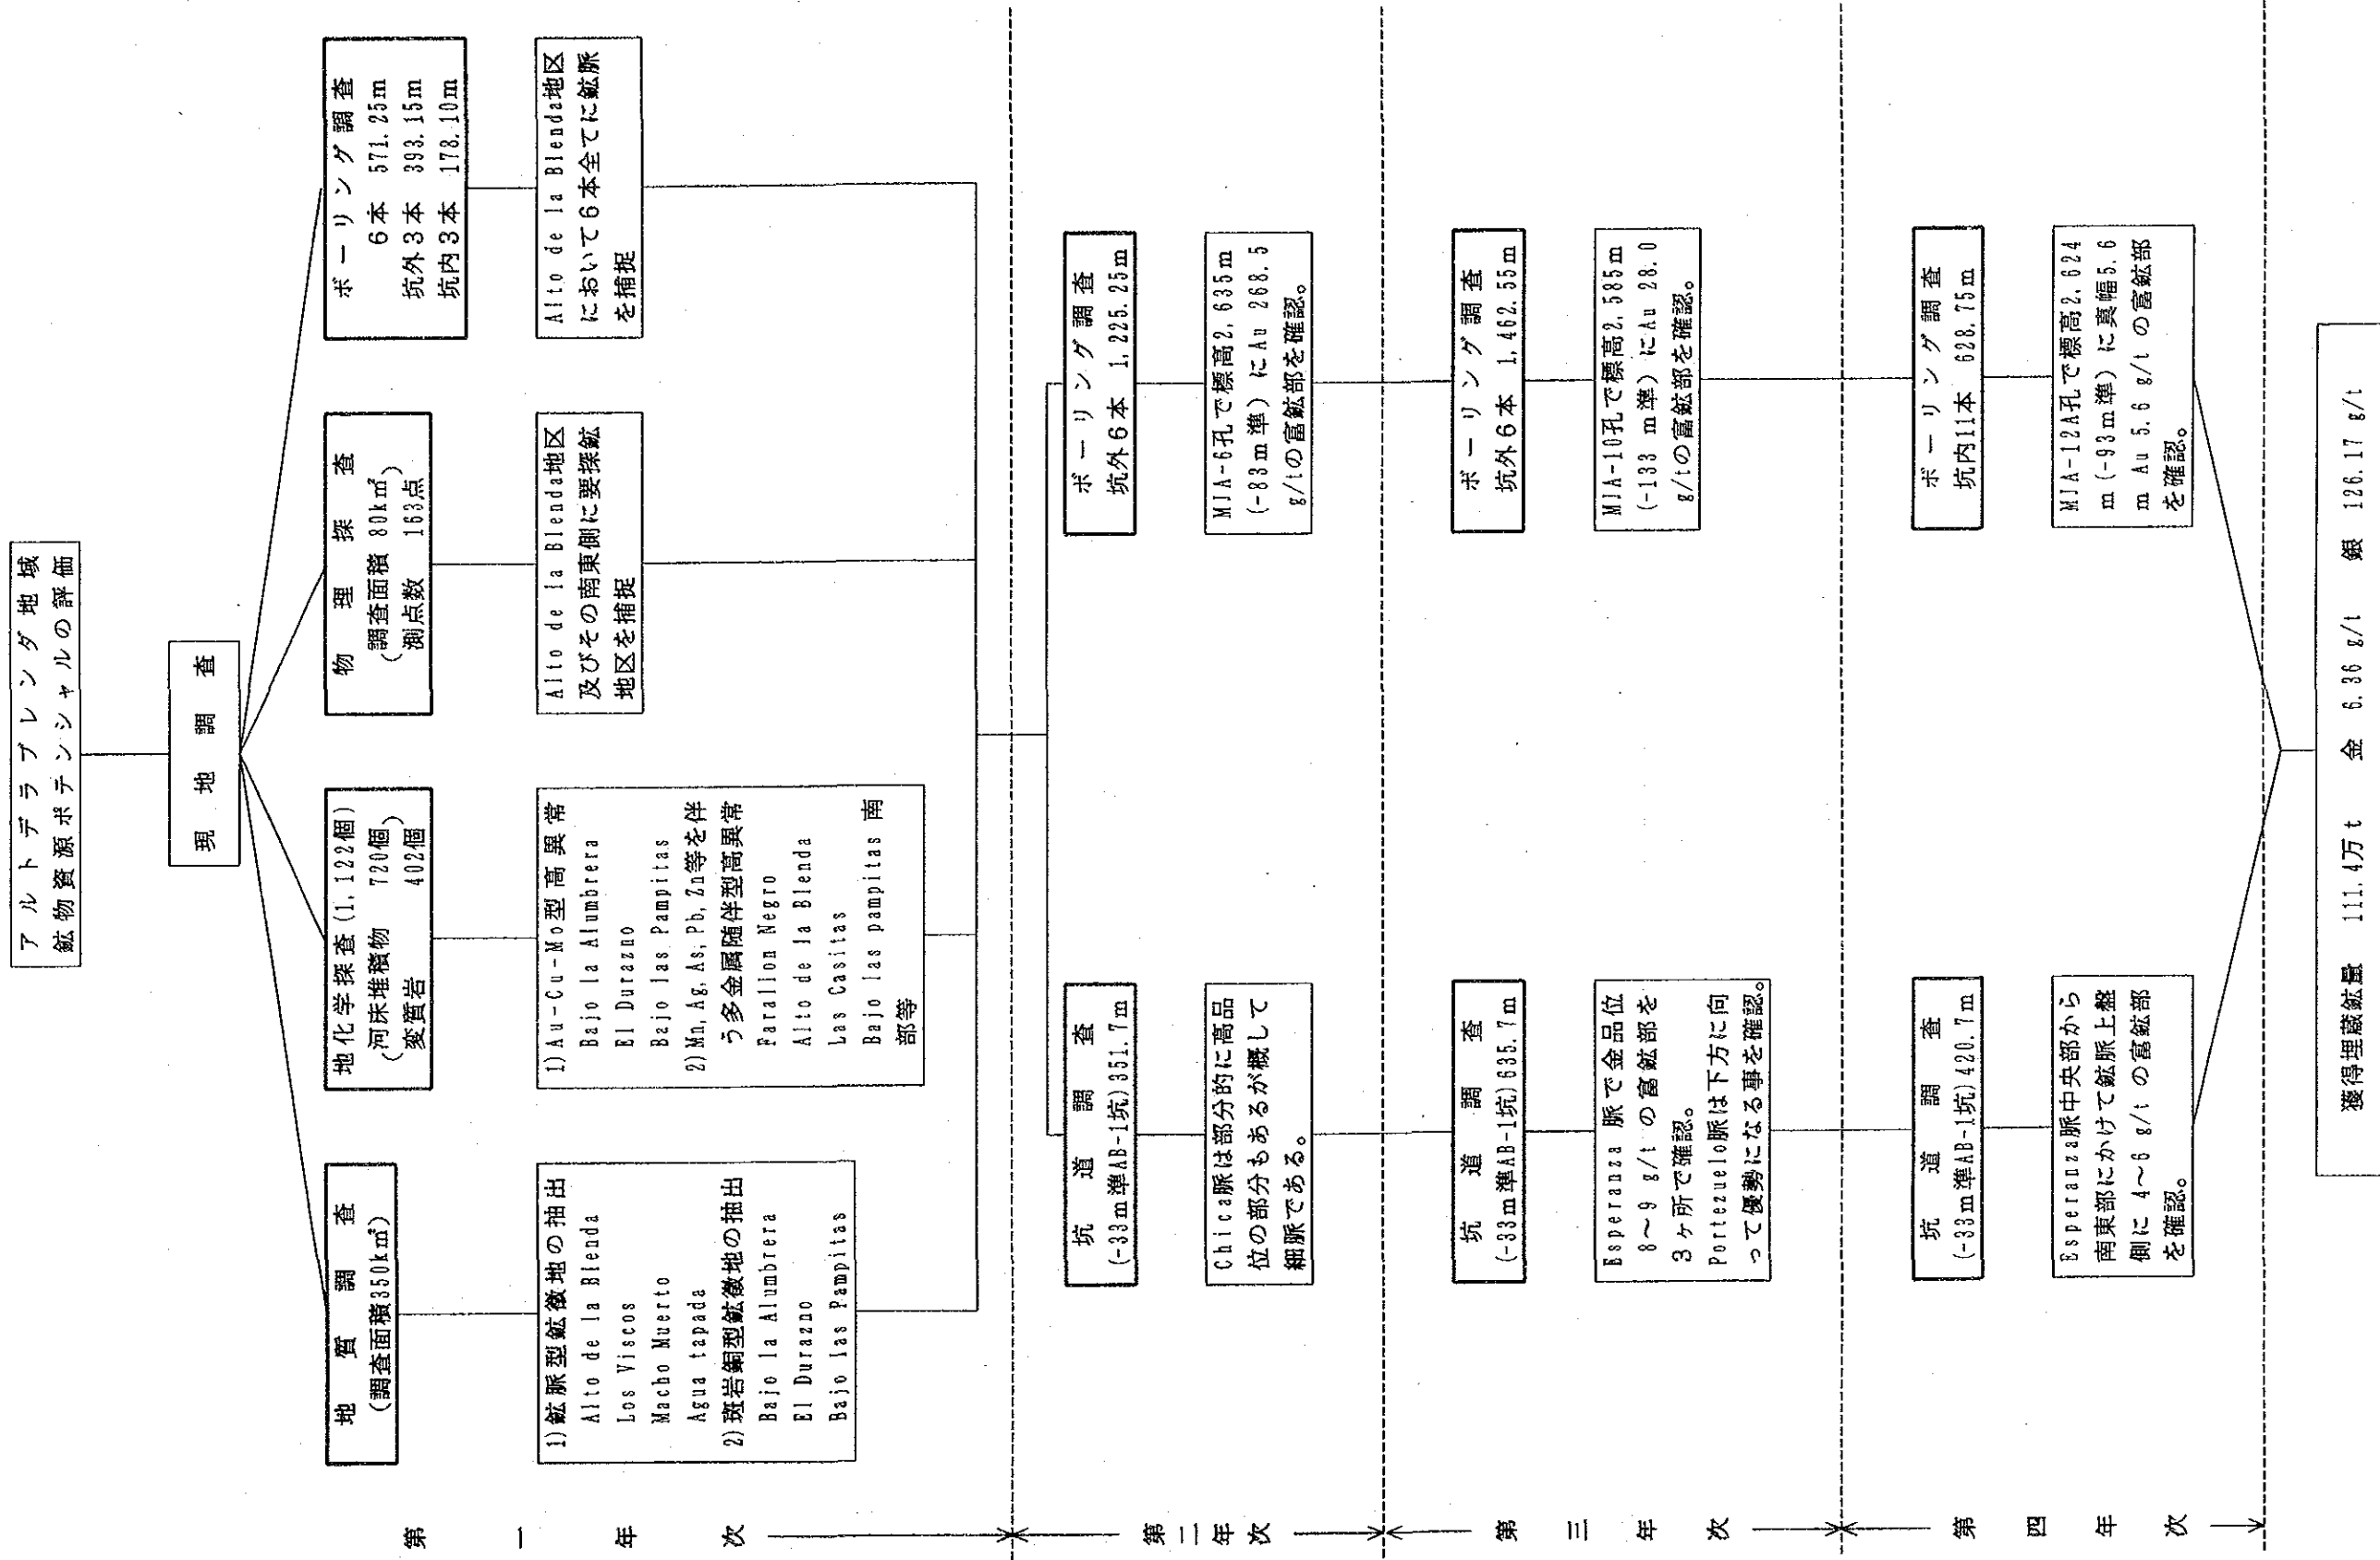 アルトデラブレンダ地域
鉱物資源ポテンシャルの評価
現地調査
第一年次
地質調査
(調査面積350km²)
1)鉱脈型鉱徴地の抽出
Alto de la Blenda
Los Viscos
Macho Muerto
Agua tapada
2)斑岩銅型鉱徴地の抽出
Bajo la Alumbrera
El Durazno
Bajo las Pampitas
地化学探査(1,122個)
(河床堆積物 720個
変質岩 402個)
1)Au-Cu-Mo型高異常
Bajo la Alumbrera
El Durazno
Bajo las Pampitas
2)Mn,Ag,As,Pb,Zn等を伴
う多金属随伴型高異常
Farallon Negro
Alto de la Blenda
Las Casitas
Bajo las pampitas 南
部等
物理探査
(調査面積 80km²
測点数 163点)
Alto de la Blenda地区
及びその南東側に要探鉱
地区を捕捉
ボーリング調査
6本 571.25m
坑外3本 393.15m
坑内3本 178.10m
Alto de la Blenda地区
において6本全てに鉱脈
を捕捉
第二年次
坑道調査
(-33m準AB-1坑)351.7m
Chica脈は部分的に高品
位の部分もあるが概して
細脈である。
ボーリング調査
坑外6本 1,225.25m
MJA-6孔で標高2,635m
(-83m準)にAu 268.5
g/tの富鉱部を確認。
第三年次
坑道調査
(-33m準AB-1坑)635.7m
Esperanza 脈で金品位
8～9 g/t の富鉱部を
3ヶ所で確認。
Portezuelo脈は下方に向
って優勢になる事を確認。
ボーリング調査
坑外6本 1,462.55m
MJA-10孔で標高2,585m
(-133 m準)にAu 28.0
g/tの富鉱部を確認。
第四年次
坑道調査
(-33m準AB-1坑)420.7m
Esperanza脈中央部から
南東部にかけて鉱脈上盤
側に 4～6 g/t の富鉱部
を確認。
ボーリング調査
坑内11本 628.75m
MJA-12A孔で標高2,624
m(-93m準)に真幅5.6
m Au 5.6 g/t の富鉱部
を確認。
獲得埋蔵鉱量 111.4万t 金 6.36 g/t 銀 126.17 g/t